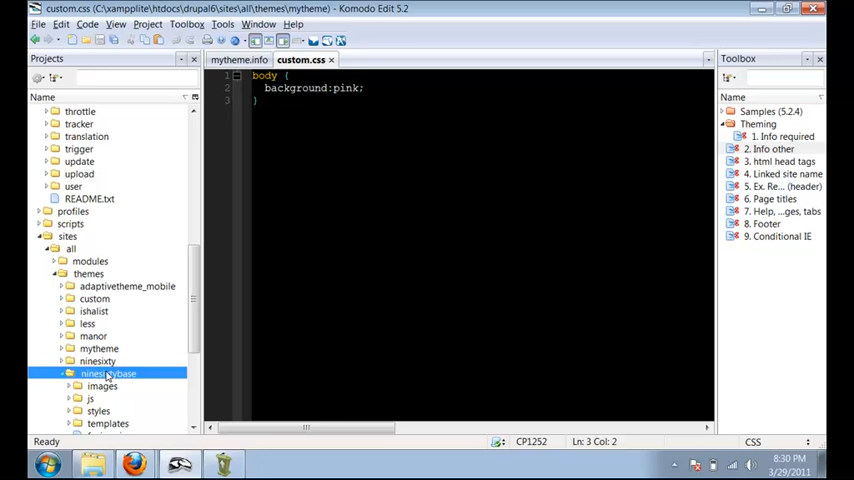 custom.css (C:\xampplite\htdocs\drupal6\sites\all\themes\mytheme) - Komodo Edit 5.2
File Edit Code View Project Toolbox Tools Window Help
Projects
mytheme.info custom.css
Toolbox
Name
throttle
tracker
translation
trigger
update
upload
user
README.txt
profiles
scripts
sites
all
modules
themes
adaptivetheme_mobile
custom
ishalist
less
manor
mytheme
ninesixty
ninesixtybase
images
js
styles
templates
1 body {
2 background:pink;
3 }
Name
Samples (5.2.4)
Theming
1. Info required
2. Info other
3. html head tags
4. Linked site name
5. Ex. Re... (header)
6. Page titles
7. Help, ...ges, tabs
8. Footer
9. Conditional IE
Ready
CP1252
Ln: 3 Col: 2
CSS
8:30 PM
3/29/2011